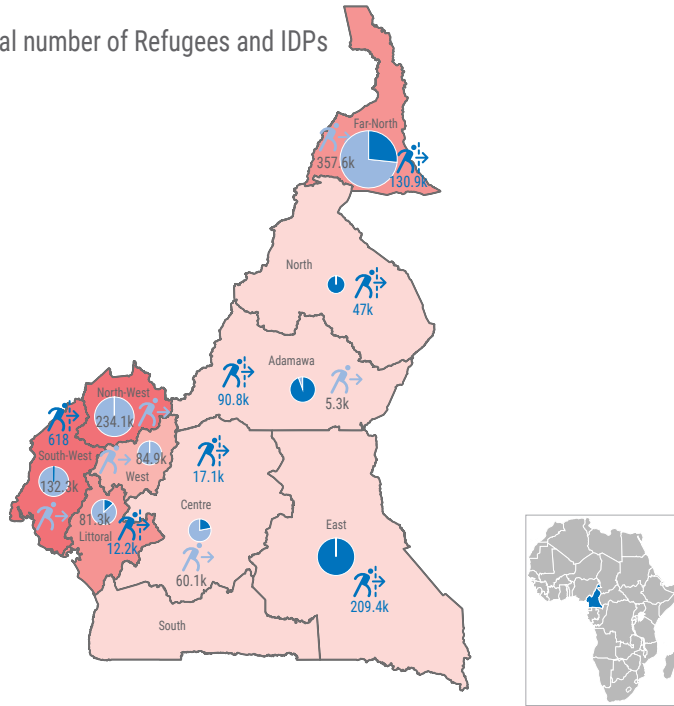 al number of Refugees and IDPs
Far-North
357.6k
130.9k
North
47k
Adamawa
90.8k
5.3k
North-West
234.1k
618
South-West
132.3k
84.9k
West
17.1k
81.3k
Littoral
12.2k
Centre
60.1k
East
209.4k
South